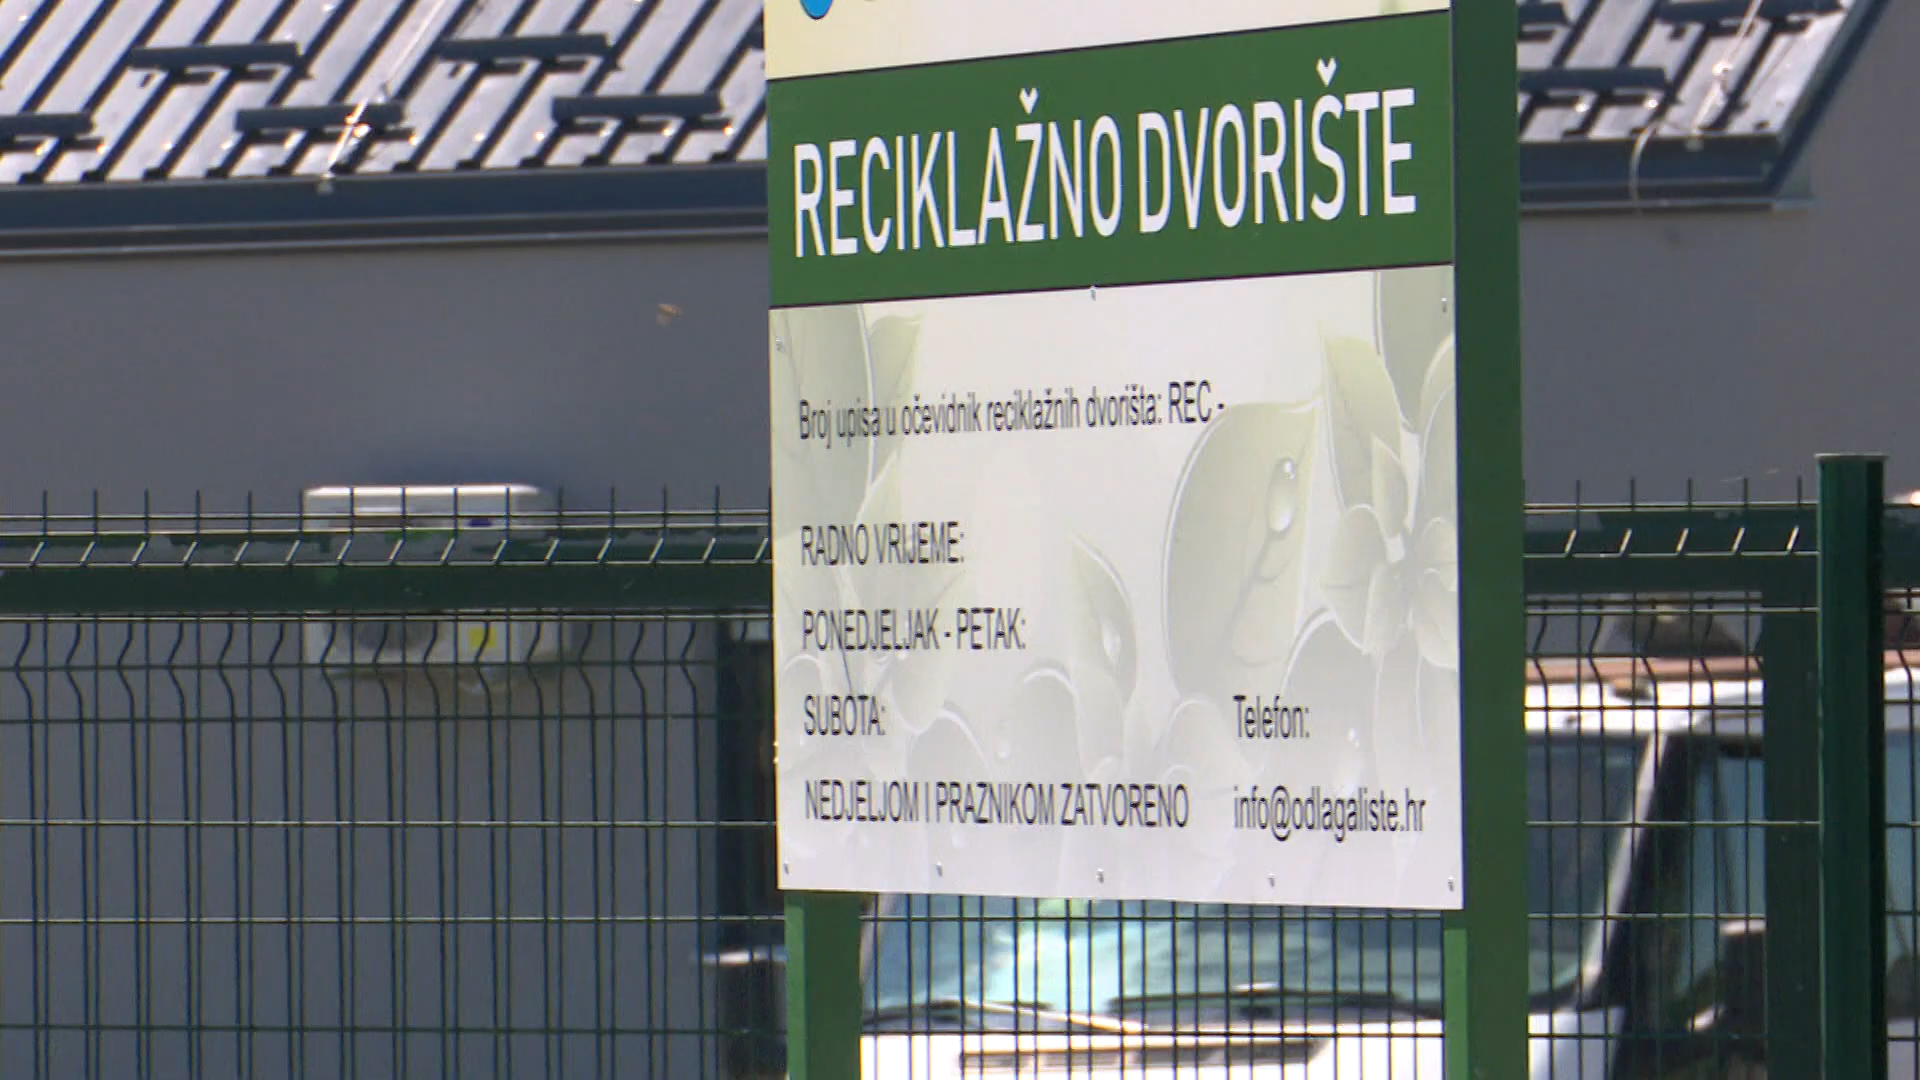 RECIKLAŽNO DVORIŠTE
Broj upisa u očevidnik reciklažnih dvorišta: REC -
RADNO VRIJEME:
PONEDJELJAK - PETAK:
SUBOTA:
Telefon:
NEDJELJOM I PRAZNIKOM ZATVORENO
info@odlagaliste.hr